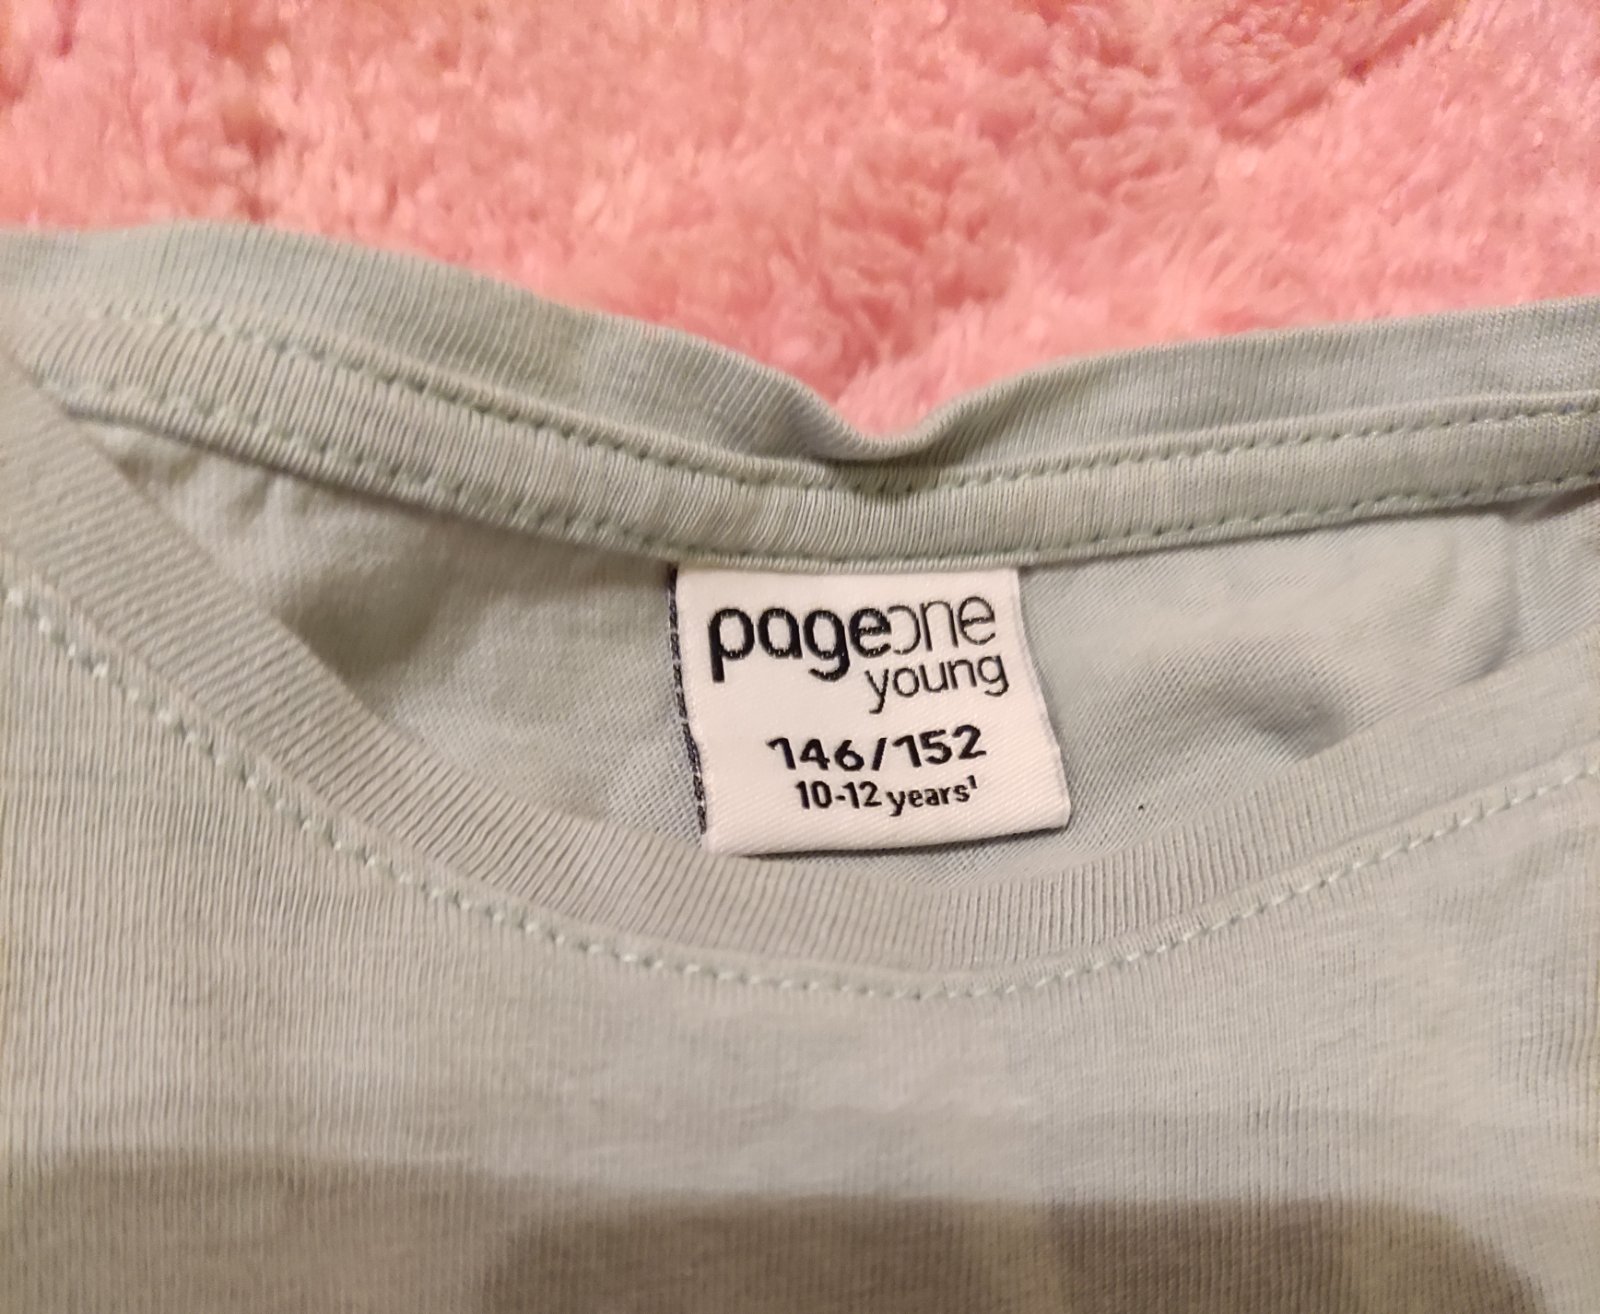 pageone
young
146/152
10-12 years¹